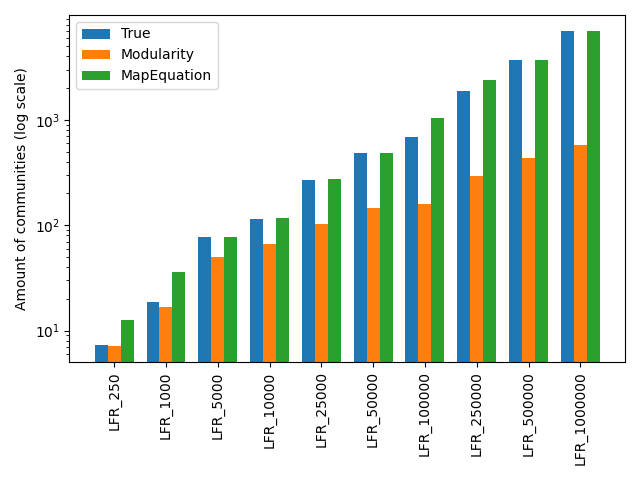 True
Modularity
MapEquation
Amount of communities (log scale)
10³
10²
10¹
LFR_250
LFR_1000
LFR_5000
LFR_10000
LFR_25000
LFR_50000
LFR_100000
LFR_250000
LFR_500000
LFR_1000000